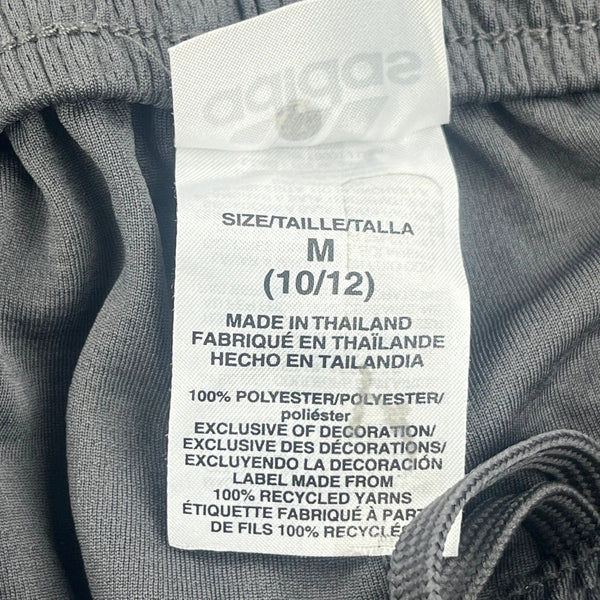 adidas
SIZE/TAILLE/TALLA
M
(10/12)
MADE IN THAILAND
FABRIQUÉ EN THAÏLANDE
HECHO EN TAILANDIA
100% POLYESTER/POLYESTER/
poliéster
EXCLUSIVE OF DECORATION/
EXCLUSIVE DES DÉCORATIONS/
EXCLUYENDO LA DECORACIÓN
LABEL MADE FROM
100% RECYCLED YARNS
ÉTIQUETTE FABRIQUÉ À PART
DE FILS 100% RECYCLÉ